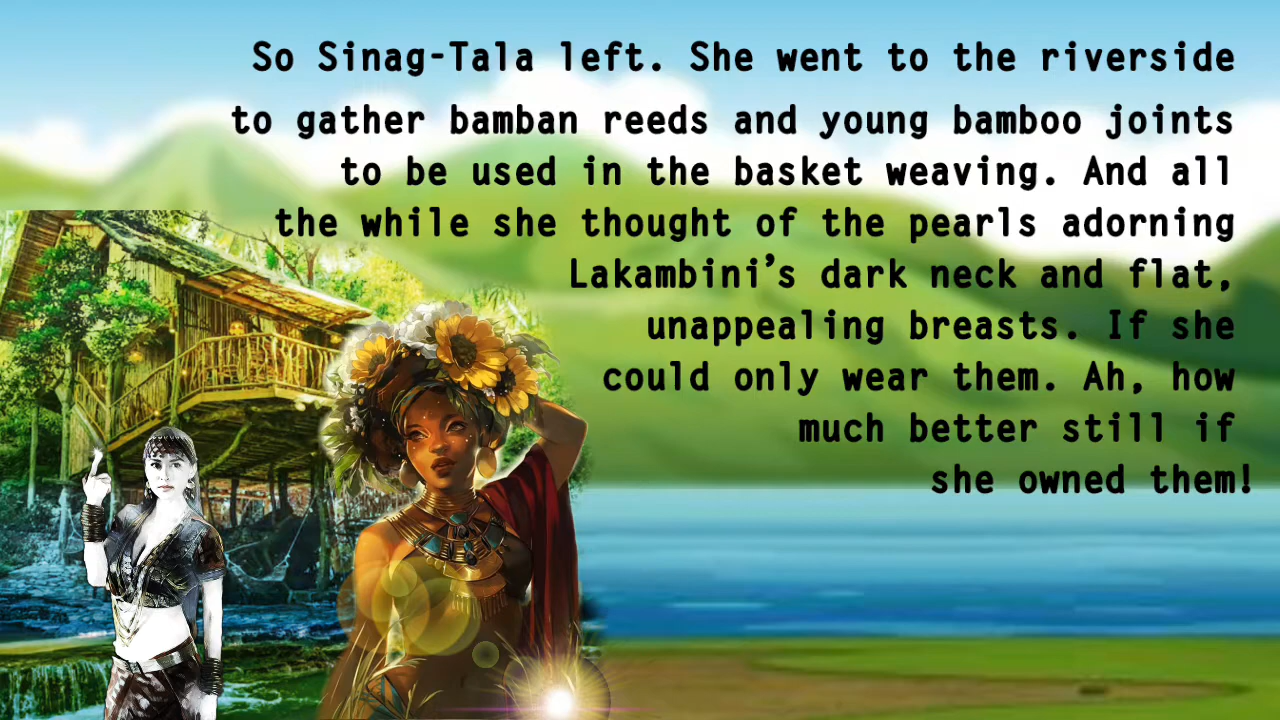 So Sinag-Tala left. She went to the riverside
to gather bamban reeds and young bamboo joints
to be used in the basket weaving. And all
the while she thought of the pearls adorning
Lakambini's dark neck and flat,
unappealing breasts. If she
could only wear them. Ah, how
much better still if
she owned them!